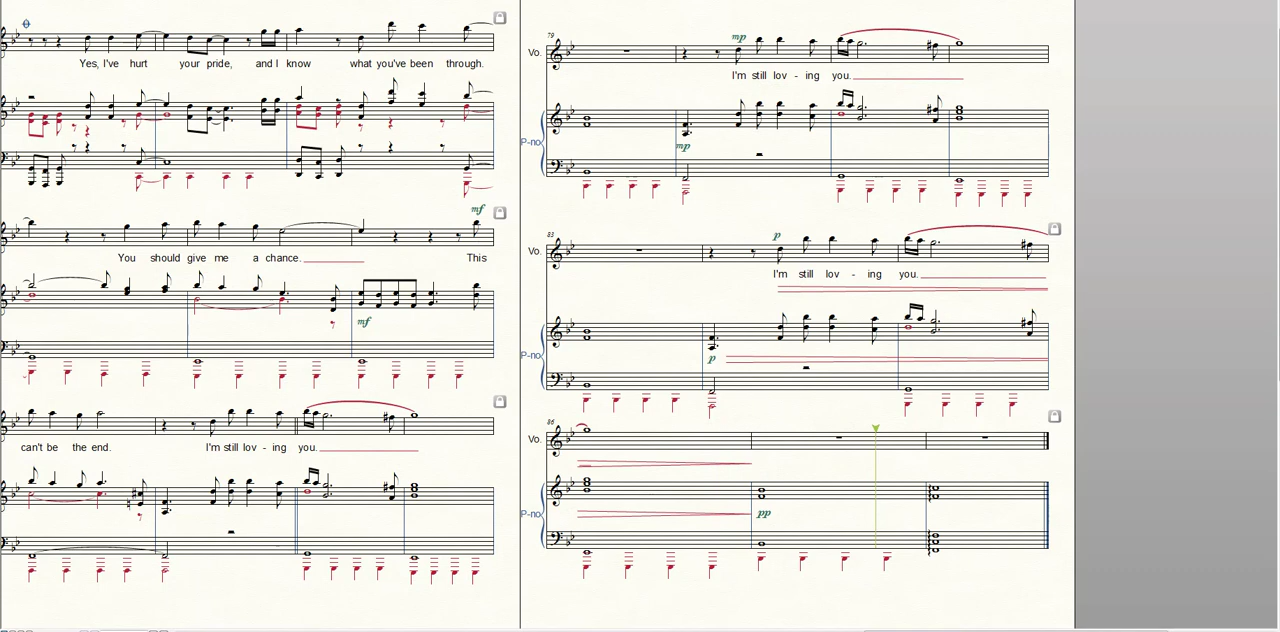 Yes, I've hurt your pride, and I know what you've been through.
mf
You should give me a chance. This
mf
can't be the end. I'm still lov - ing you.
79
mp
Vo.
I'm still lov - ing you.
P-no
mp
83
p
Vo.
I'm still lov - ing you.
P-no
p
86
Vo.
P-no
pp